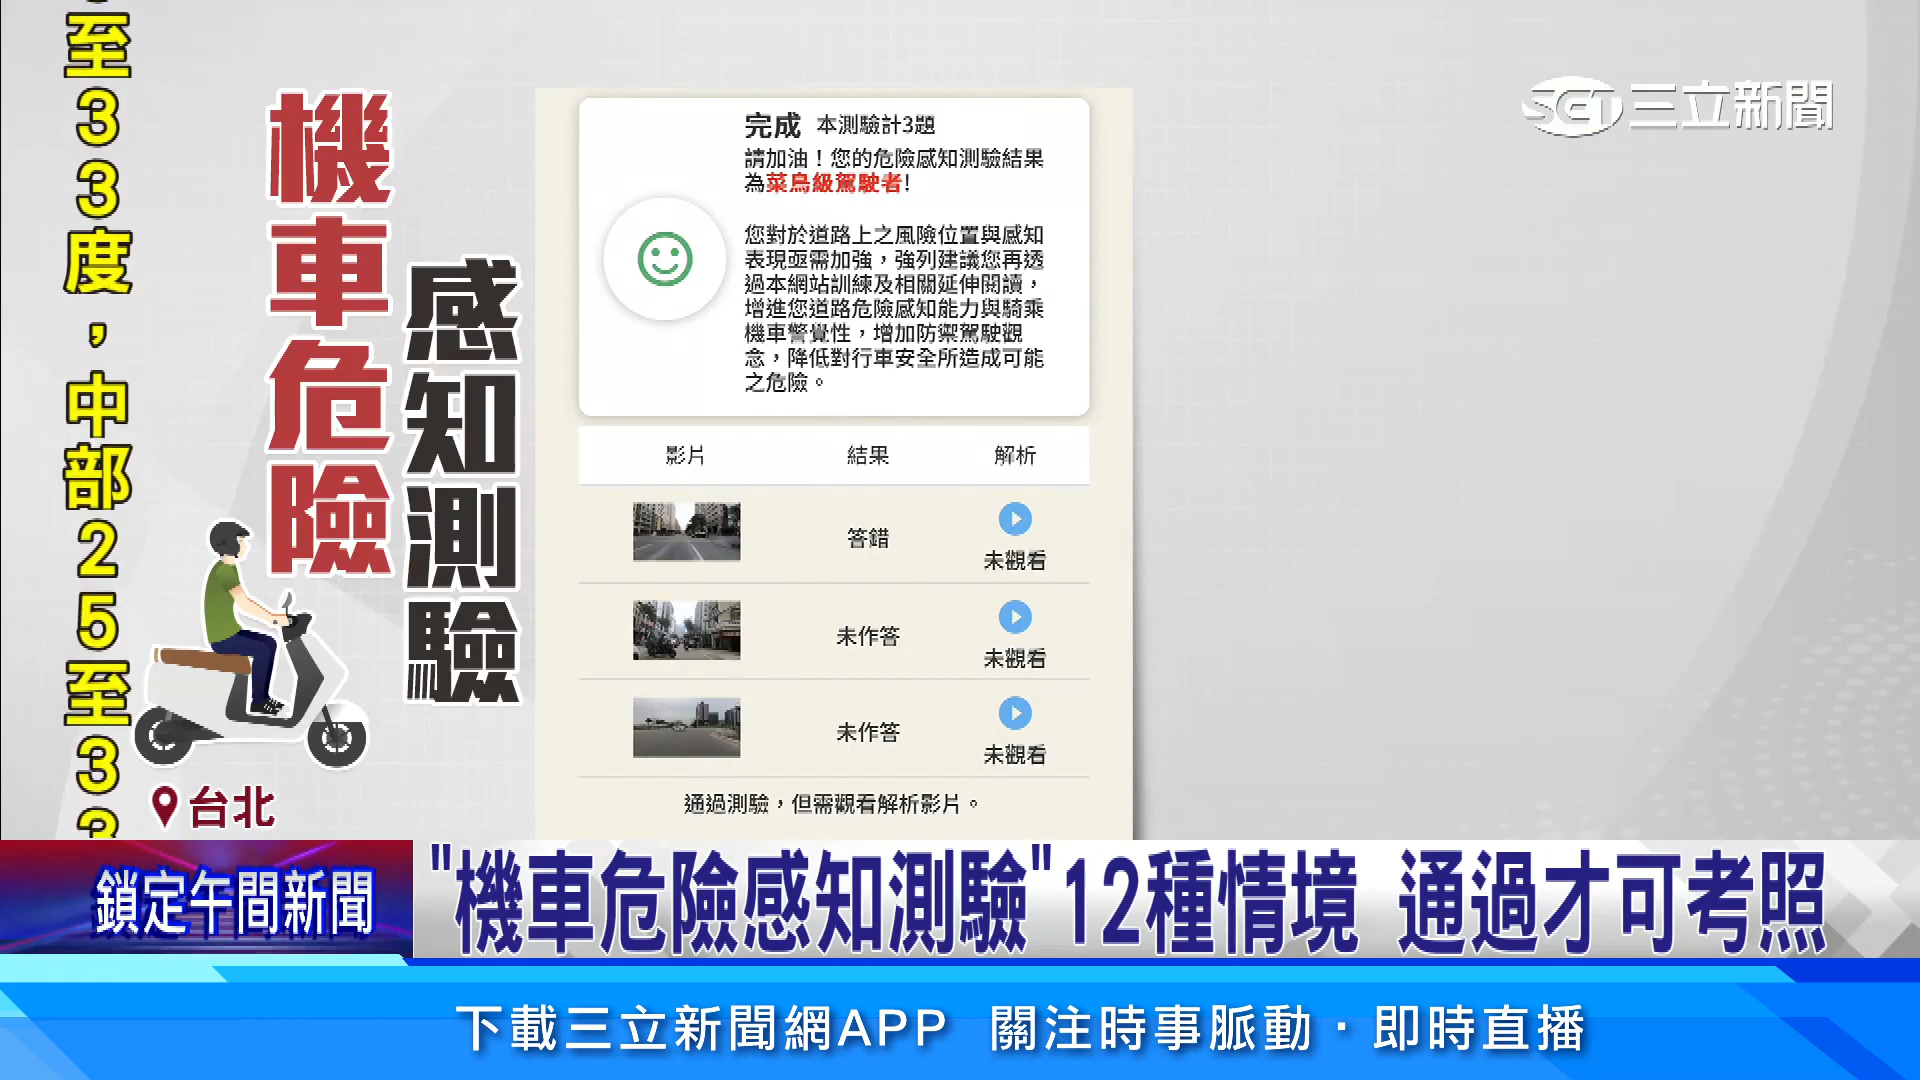 至33度，中部25至33
機車危險
感知測驗
SET三立新聞
完成 本測驗計3題
請加油！您的危險感知測驗結果
為菜鳥級駕駛者!
您對於道路上之風險位置與感知
表現亟需加強，強列建議您再透
過本網站訓練及相關延伸閱讀，
增進您道路危險感知能力與騎乘
機車警覺性，增加防禦駕駛觀
念，降低對行車安全所造成可能
之危險。
影片 結果 解析
答錯
未觀看
未作答
未觀看
未作答
未觀看
通過測驗，但需觀看解析影片。
台北
鎖定午間新聞
"機車危險感知測驗"12種情境 通過才可考照
下載三立新聞網APP 關注時事脈動·即時直播